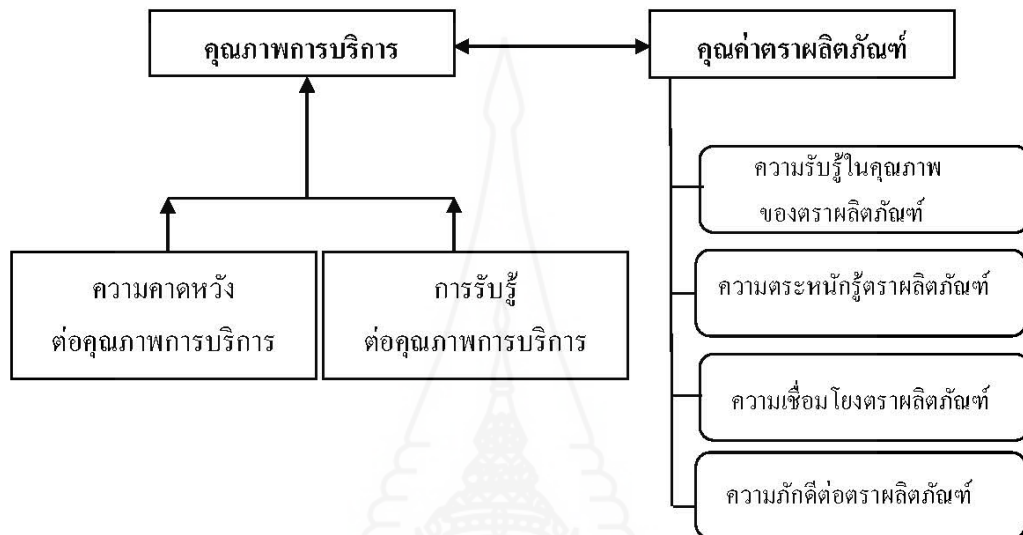 คุณภาพการบริการ
คุณค่าตราผลิตภัณฑ์
ความคาดหวัง
ต่อคุณภาพการบริการ
การรับรู้
ต่อคุณภาพการบริการ
ความรับรู้ในคุณภาพ
ของตราผลิตภัณฑ์
ความตระหนักรู้ตราผลิตภัณฑ์
ความเชื่อมโยงตราผลิตภัณฑ์
ความภักดีต่อตราผลิตภัณฑ์